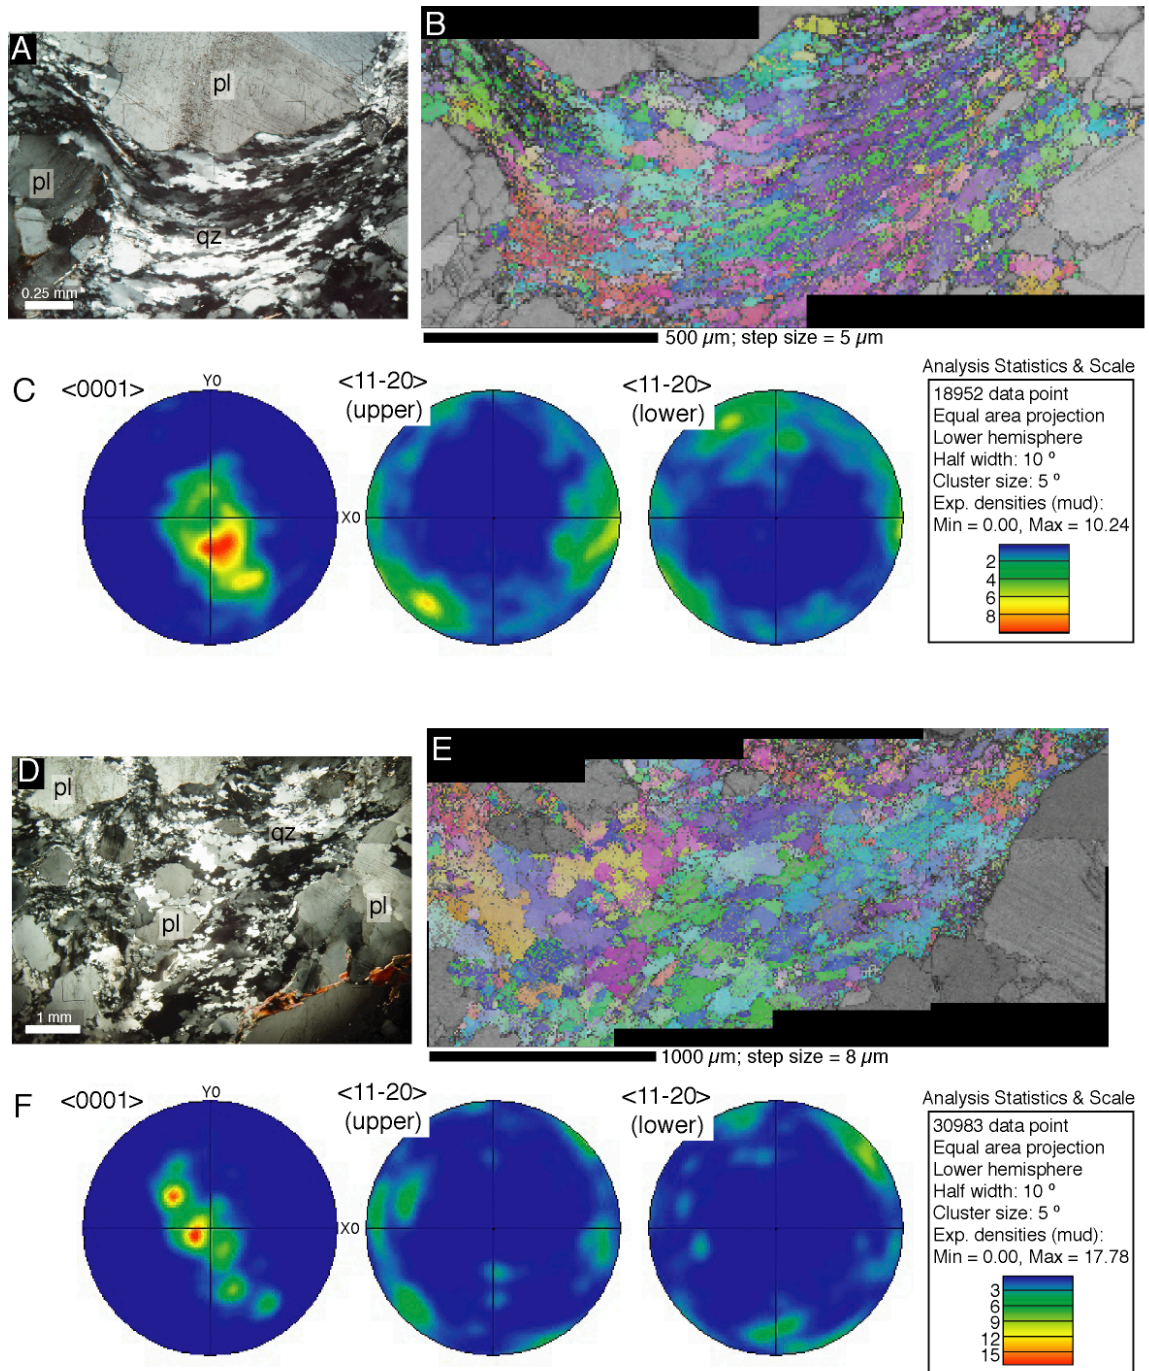 A
pl
pl
qz
0.25 mm
B
500 µm; step size = 5 µm
C
<0001>
Y0
X0
<11-20>
(upper)
<11-20>
(lower)
Analysis Statistics & Scale
18952 data point
Equal area projection
Lower hemisphere
Half width: 10 º
Cluster size: 5 º
Exp. densities (mud):
Min = 0.00, Max = 10.24
2
4
6
8
D
pl
qz
pl
pl
1 mm
E
1000 µm; step size = 8 µm
F
<0001>
Y0
X0
<11-20>
(upper)
<11-20>
(lower)
Analysis Statistics & Scale
30983 data point
Equal area projection
Lower hemisphere
Half width: 10 º
Cluster size: 5 º
Exp. densities (mud):
Min = 0.00, Max = 17.78
3
6
9
12
15